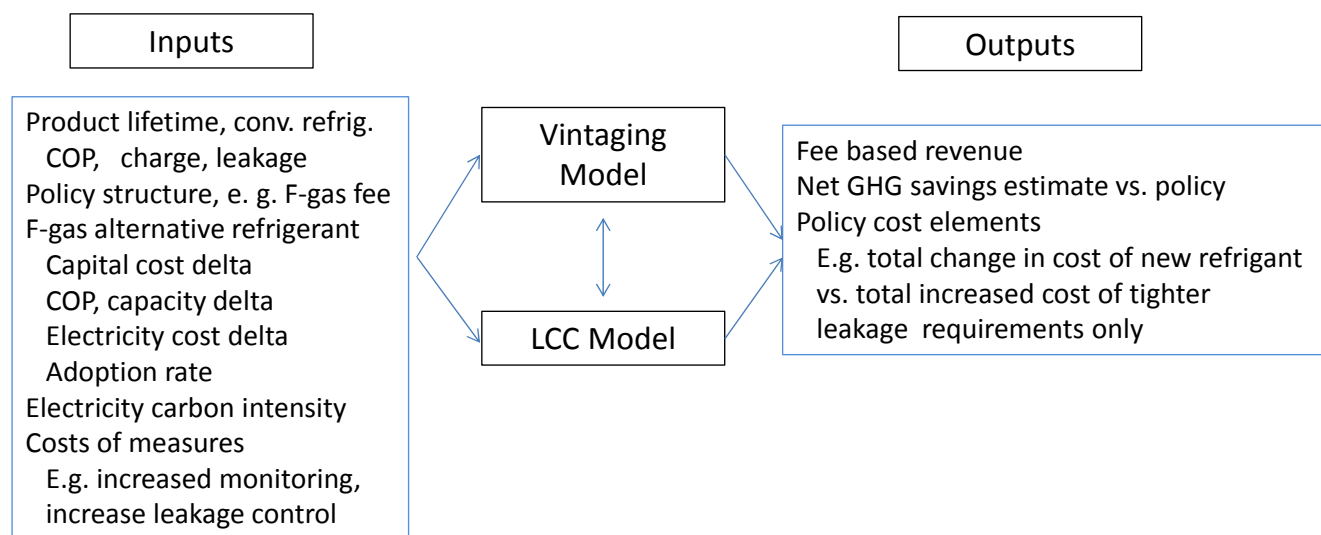 Inputs
Outputs
Product lifetime, conv. refrig.
COP, charge, leakage
Policy structure, e. g. F-gas fee
F-gas alternative refrigerant
Capital cost delta
COP, capacity delta
Electricity cost delta
Adoption rate
Electricity carbon intensity
Costs of measures
E.g. increased monitoring,
increase leakage control
Vintaging
Model
LCC Model
Fee based revenue
Net GHG savings estimate vs. policy
Policy cost elements
E.g. total change in cost of new refrigant
vs. total increased cost of tighter
leakage requirements only